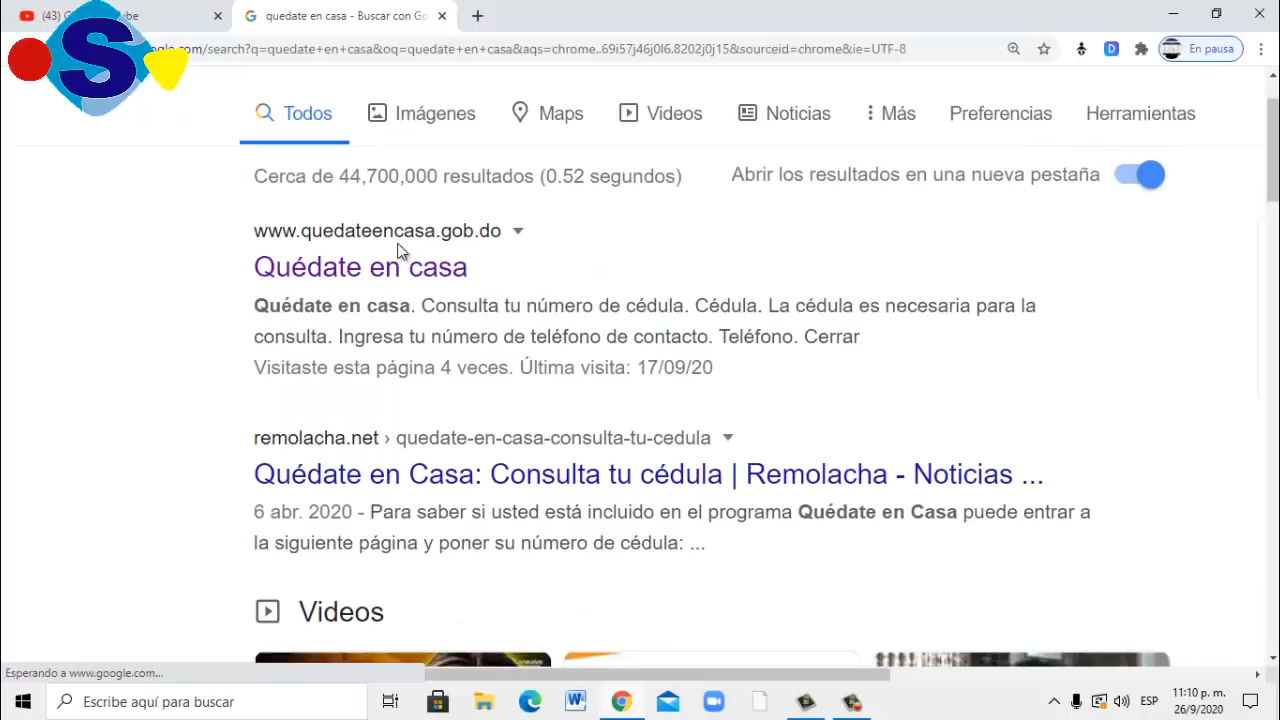 (43)
be
quedate en casa - Buscar con Go
S
gle.com/search?q=quedate+en+casa&oq=quedate+en+casa&aqs=chrome..69i57j46j0l6.8202j0j15&sourceid=chrome&ie=UTF-8
D
En pausa
Todos
Imágenes
Maps
Videos
Noticias
Más
Preferencias
Herramientas
Cerca de 44,700,000 resultados (0.52 segundos)
Abrir los resultados en una nueva pestaña
www.quedateencasa.gob.do
Quédate en casa
Quédate en casa. Consulta tu número de cédula. Cédula. La cédula es necesaria para la
consulta. Ingresa tu número de teléfono de contacto. Teléfono. Cerrar
Visitaste esta página 4 veces. Última visita: 17/09/20
remolacha.net › quedate-en-casa-consulta-tu-cedula
Quédate en Casa: Consulta tu cédula | Remolacha - Noticias ...
6 abr. 2020 - Para saber si usted está incluido en el programa Quédate en Casa puede entrar a
la siguiente página y poner su número de cédula: ...
Videos
Esperando a www.google.com...
Escribe aquí para buscar
W
ESP
11:10 p. m.
26/9/2020